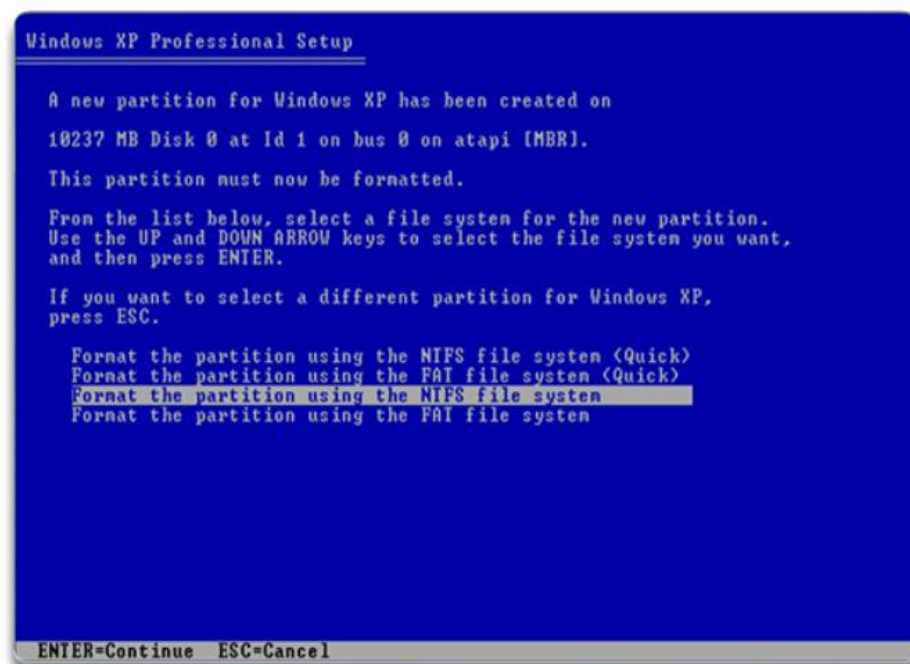 Windows XP Professional Setup
A new partition for Windows XP has been created on
10237 MB Disk 0 at Id 1 on bus 0 on atapi [MBR].
This partition must now be formatted.
From the list below, select a file system for the new partition.
Use the UP and DOWN ARROW keys to select the file system you want,
and then press ENTER.
If you want to select a different partition for Windows XP,
press ESC.
Format the partition using the NTFS file system (Quick)
Format the partition using the FAT file system (Quick)
Format the partition using the NTFS file system
Format the partition using the FAT file system
ENTER=Continue  ESC=Cancel